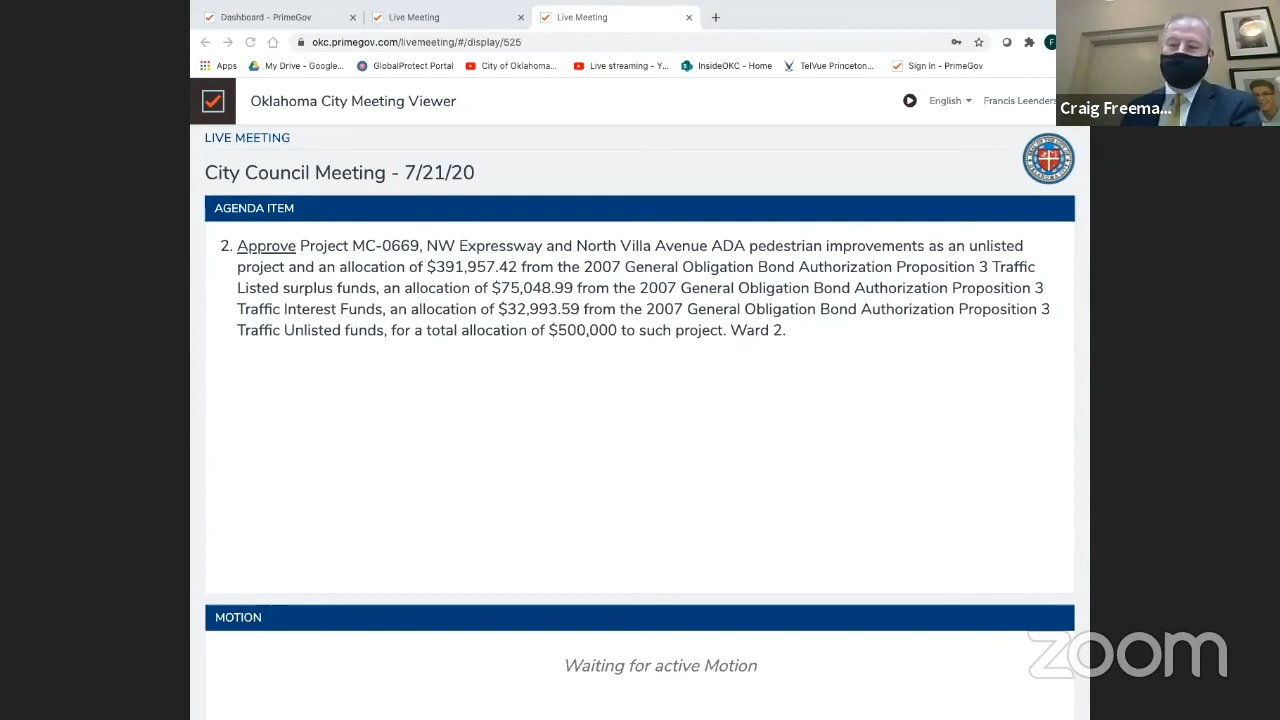 Dashboard - PrimeGov
Live Meeting
Live Meeting
okc.primegov.com/livemeeting/#/display/525
F
Apps
My Drive - Google...
GlobalProtect Portal
City of Oklahoma...
Live streaming - Y...
InsideOKC - Home
TelVue Princeton...
Sign In - PrimeGov
Oklahoma City Meeting Viewer
English
Francis Leenders
Craig Freema...
LIVE MEETING
City Council Meeting - 7/21/20
AGENDA ITEM
2. Approve Project MC-0669, NW Expressway and North Villa Avenue ADA pedestrian improvements as an unlisted
project and an allocation of $391,957.42 from the 2007 General Obligation Bond Authorization Proposition 3 Traffic
Listed surplus funds, an allocation of $75,048.99 from the 2007 General Obligation Bond Authorization Proposition 3
Traffic Interest Funds, an allocation of $32,993.59 from the 2007 General Obligation Bond Authorization Proposition 3
Traffic Unlisted funds, for a total allocation of $500,000 to such project. Ward 2.
MOTION
Waiting for active Motion
zoom